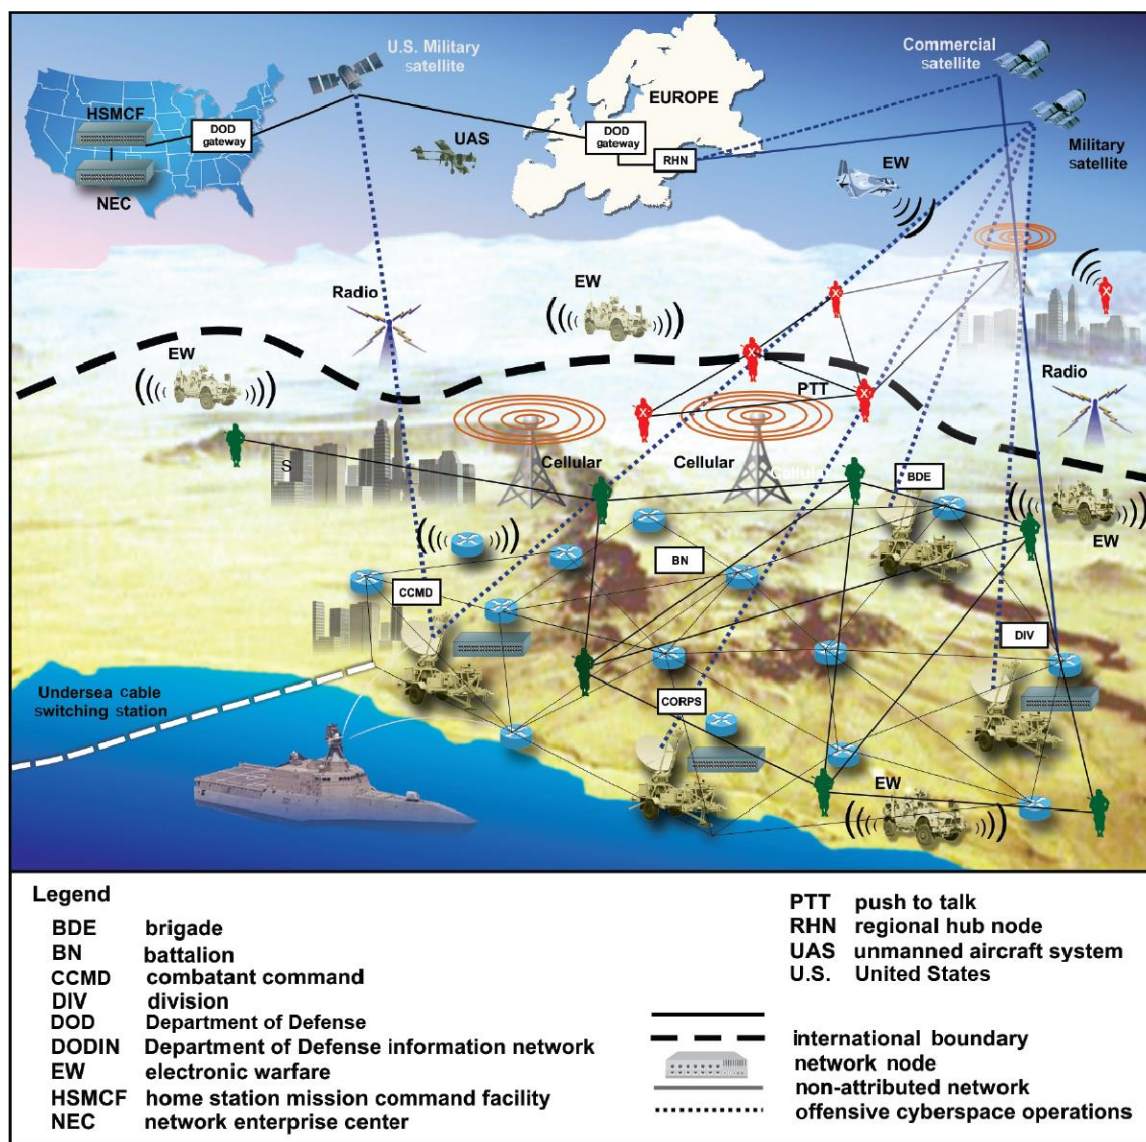 U.S. Military
satellite
Commercial
satellite
HSMCF
DOD
gateway
NEC
UAS
EUROPE
DOD
gateway
RHN
EW
Military
satellite
Radio
EW
EW
PTT
Radio
S
Cellular
Cellular
Cellular
BDE
EW
BN
CCMD
DIV
Undersea cable
switching station
CORPS
EW
Legend
BDE brigade
BN battalion
CCMD combatant command
DIV division
DOD Department of Defense
DODIN Department of Defense information network
EW electronic warfare
HSMCF home station mission command facility
NEC network enterprise center
PTT push to talk
RHN regional hub node
UAS unmanned aircraft system
U.S. United States
international boundary
network node
non-attributed network
offensive cyberspace operations